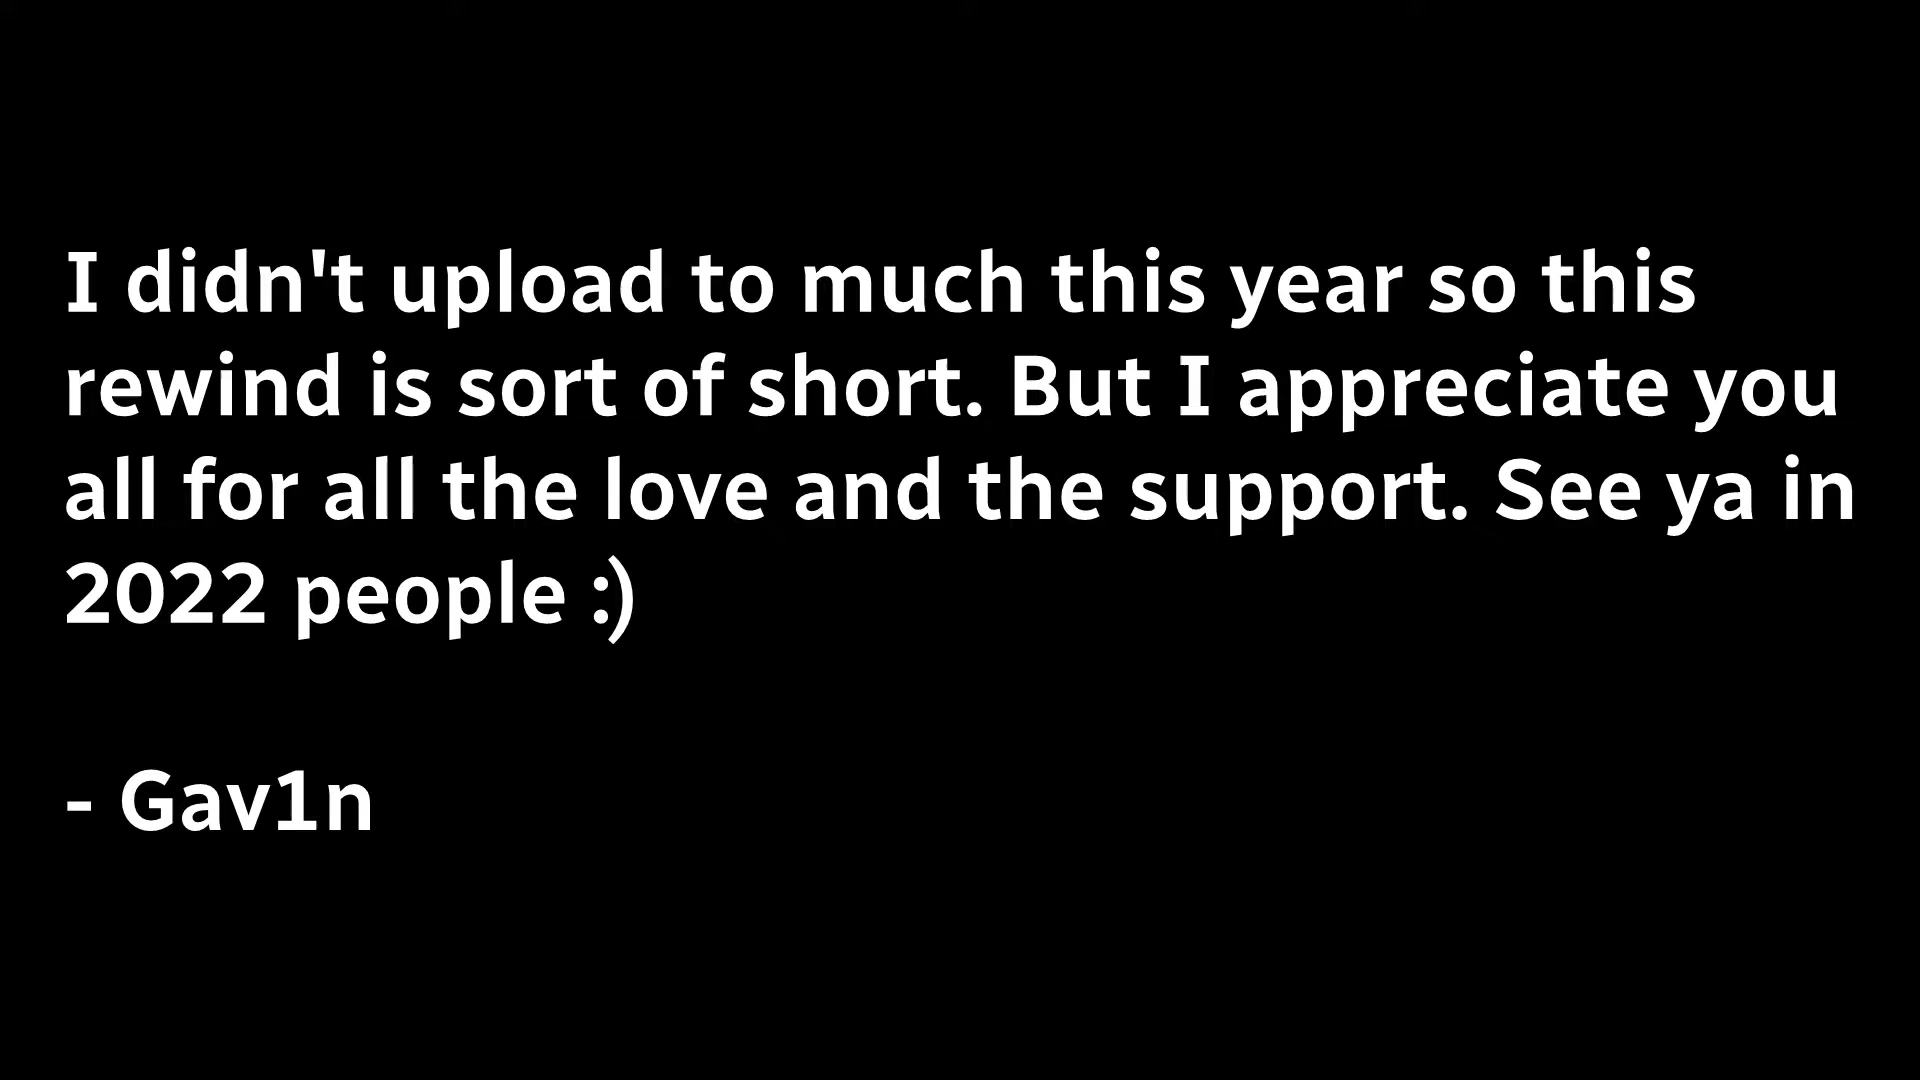 I didn't upload to much this year so this
rewind is sort of short. But I appreciate you
all for all the love and the support. See ya in
2022 people :)
- Gav1n